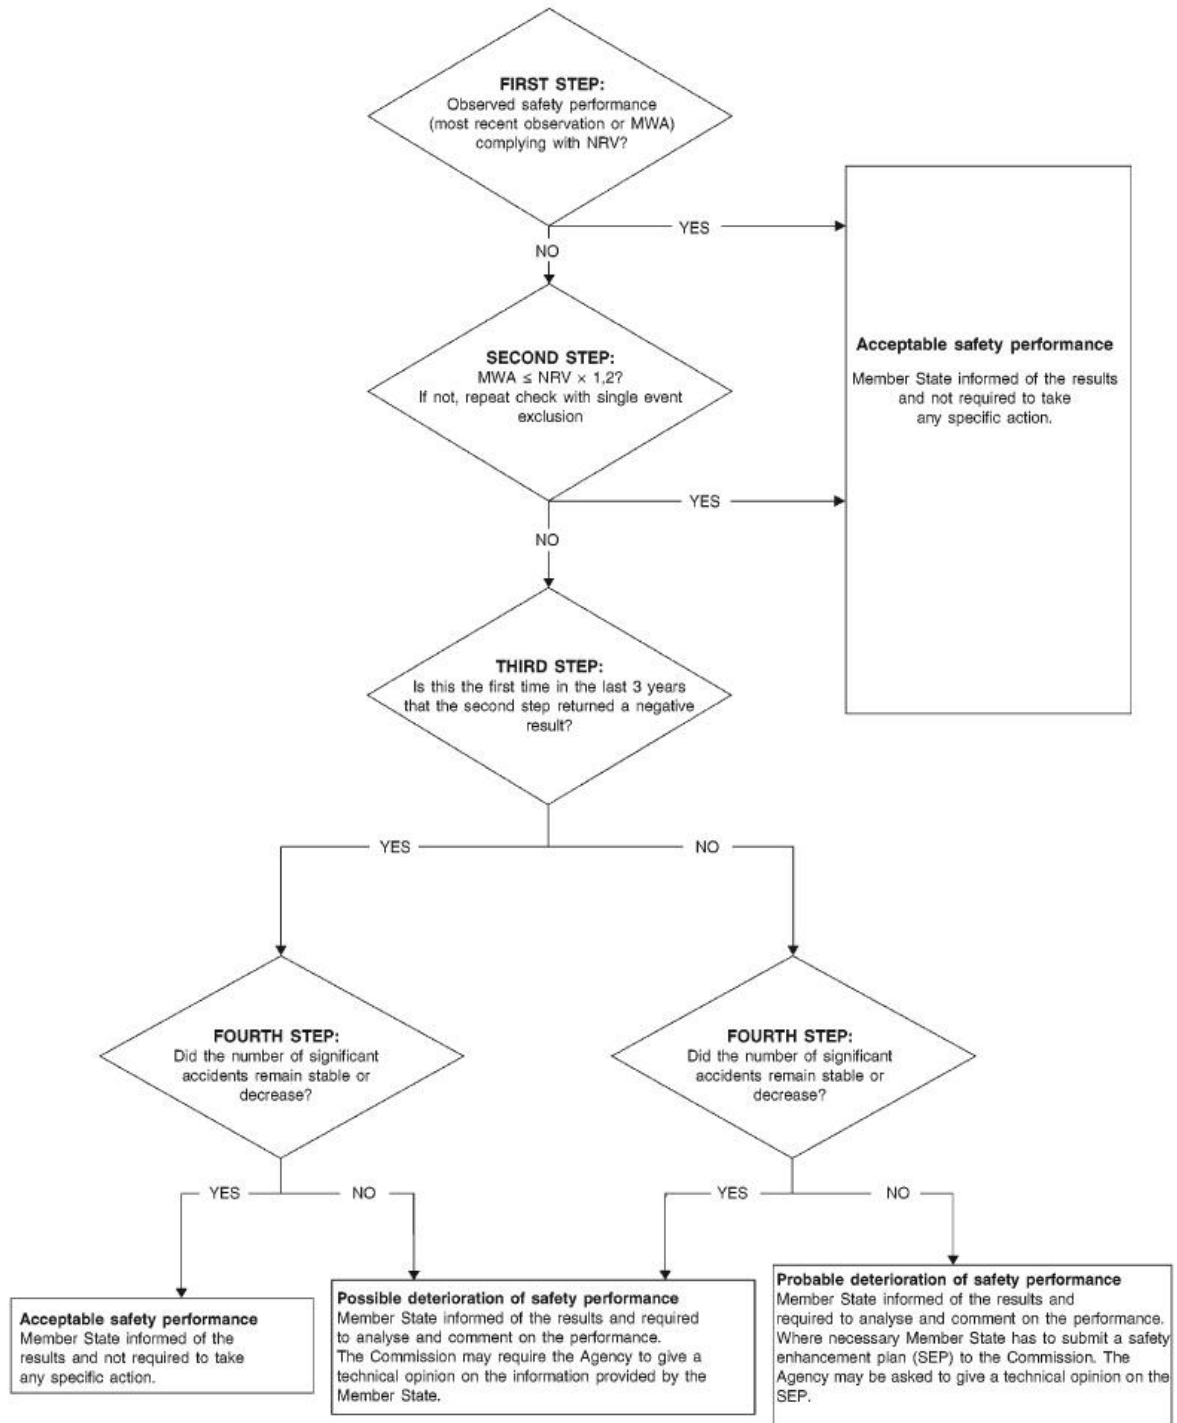 FIRST STEP:
Observed safety performance
(most recent observation or MWA)
complying with NRV?
YES
NO
SECOND STEP:
MWA ≤ NRV × 1,2?
If not, repeat check with single event
exclusion
Acceptable safety performance
Member State informed of the results
and not required to take
any specific action.
YES
NO
THIRD STEP:
Is this the first time in the last 3 years
that the second step returned a negative
result?
YES
NO
FOURTH STEP:
Did the number of significant
accidents remain stable or
decrease?
FOURTH STEP:
Did the number of significant
accidents remain stable or
decrease?
YES
NO
YES
NO
Acceptable safety performance
Member State informed of the
results and not required to take
any specific action.
Possible deterioration of safety performance
Member State informed of the results and required
to analyse and comment on the performance.
The Commission may require the Agency to give a
technical opinion on the information provided by the
Member State.
Probable deterioration of safety performance
Member State informed of the results and
required to analyse and comment on the performance.
Where necessary Member State has to submit a safety
enhancement plan (SEP) to the Commission. The
Agency may be asked to give a technical opinion on the
SEP.